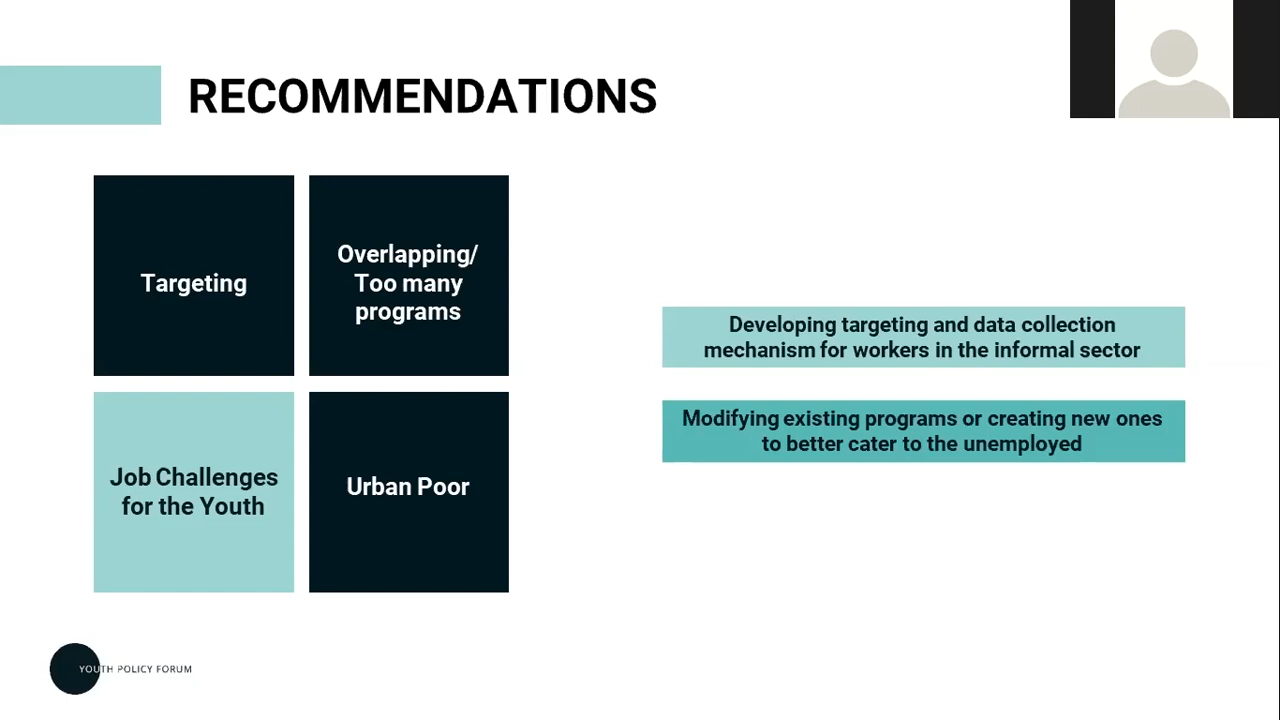 RECOMMENDATIONS
Targeting
Overlapping/
Too many
programs
Job Challenges
for the Youth
Urban Poor
Developing targeting and data collection
mechanism for workers in the informal sector
Modifying existing programs or creating new ones
to better cater to the unemployed
YOUTH POLICY FORUM